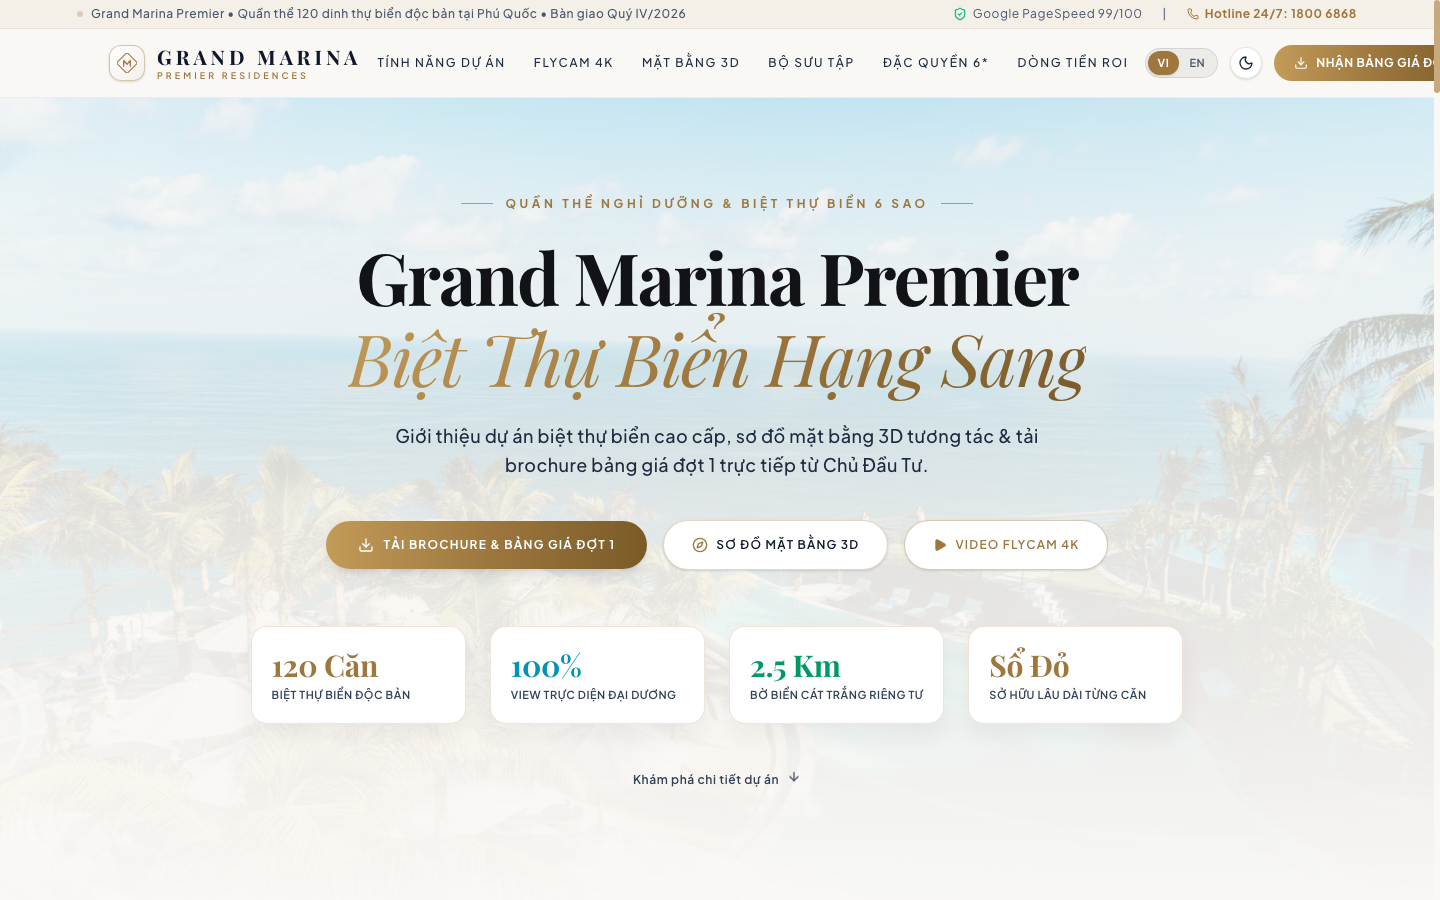 Grand Marina Premier • Quần thể 120 dinh thự biển độc bản tại Phú Quốc • Bàn giao Quý IV/2026
Google PageSpeed 99/100 | Hotline 24/7: 1800 6868
GRAND MARINA
PREMIER RESIDENCES
TÍNH NĂNG DỰ ÁN FLYCAM 4K MẶT BẰNG 3D BỘ SƯU TẬP ĐẶC QUYỀN 6* DÒNG TIỀN ROI VI EN NHẬN BẢNG GIÁ
QUẦN THỂ NGHỈ DƯỠNG & BIỆT THỰ BIỂN 6 SAO
Grand Marina Premier
Biệt Thự Biển Hạng Sang
Giới thiệu dự án biệt thự biển cao cấp, sơ đồ mặt bằng 3D tương tác & tải
brochure bảng giá đợt 1 trực tiếp từ Chủ Đầu Tư.
TẢI BROCHURE & BẢNG GIÁ ĐỢT 1 SƠ ĐỒ MẶT BẰNG 3D VIDEO FLYCAM 4K
120 Căn 100% 2.5 Km Sổ Đỏ
BIỆT THỰ BIỂN ĐỘC BẢN VIEW TRỰC DIỆN ĐẠI DƯƠNG BỜ BIỂN CÁT TRẮNG RIÊNG TƯ SỞ HỮU LÂU DÀI TỪNG CĂN
Khám phá chi tiết dự án